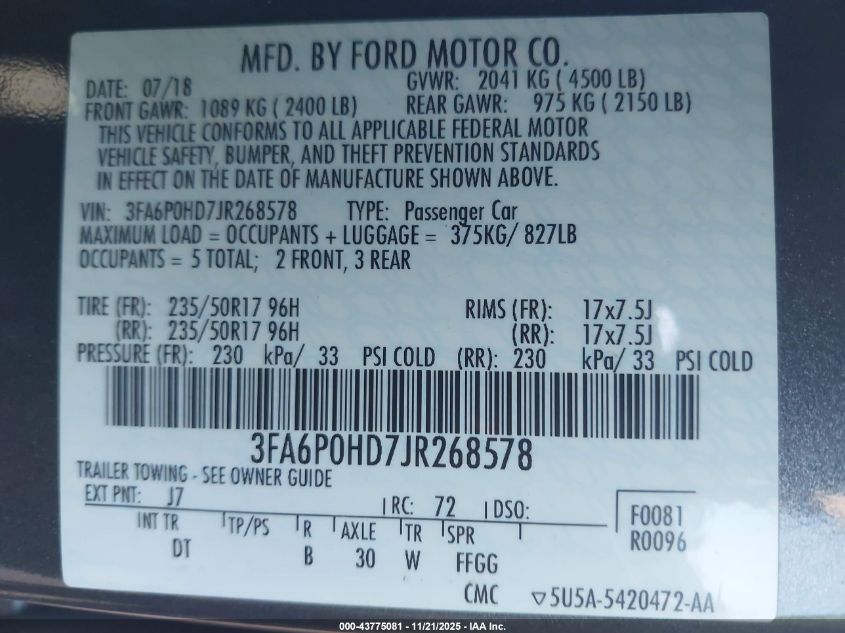 MFD. BY FORD MOTOR CO.
DATE: 07/18 GVWR: 2041 KG ( 4500 LB)
FRONT GAWR: 1089 KG ( 2400 LB) REAR GAWR: 975 KG ( 2150 LB)
THIS VEHICLE CONFORMS TO ALL APPLICABLE FEDERAL MOTOR
VEHICLE SAFETY, BUMPER, AND THEFT PREVENTION STANDARDS
IN EFFECT ON THE DATE OF MANUFACTURE SHOWN ABOVE.
VIN: 3FA6P0HD7JR268578 TYPE: Passenger Car
MAXIMUM LOAD = OCCUPANTS + LUGGAGE = 375KG/ 827LB
OCCUPANTS = 5 TOTAL; 2 FRONT, 3 REAR
TIRE (FR): 235/50R17 96H RIMS (FR): 17x7.5J
(RR): 235/50R17 96H (RR): 17x7.5J
PRESSURE (FR): 230 kPa/ 33 PSI COLD (RR): 230 kPa/ 33 PSI COLD
3FA6P0HD7JR268578
TRAILER TOWING - SEE OWNER GUIDE
EXT PNT: J7 RC: 72 DSO: F0081
INT TR TP/PS R AXLE TR SPR R0096
DT B 30 W FFGG
CMC ▽5U5A-5420472-AA
000-43775081 - 11/21/2025 - IAA Inc.